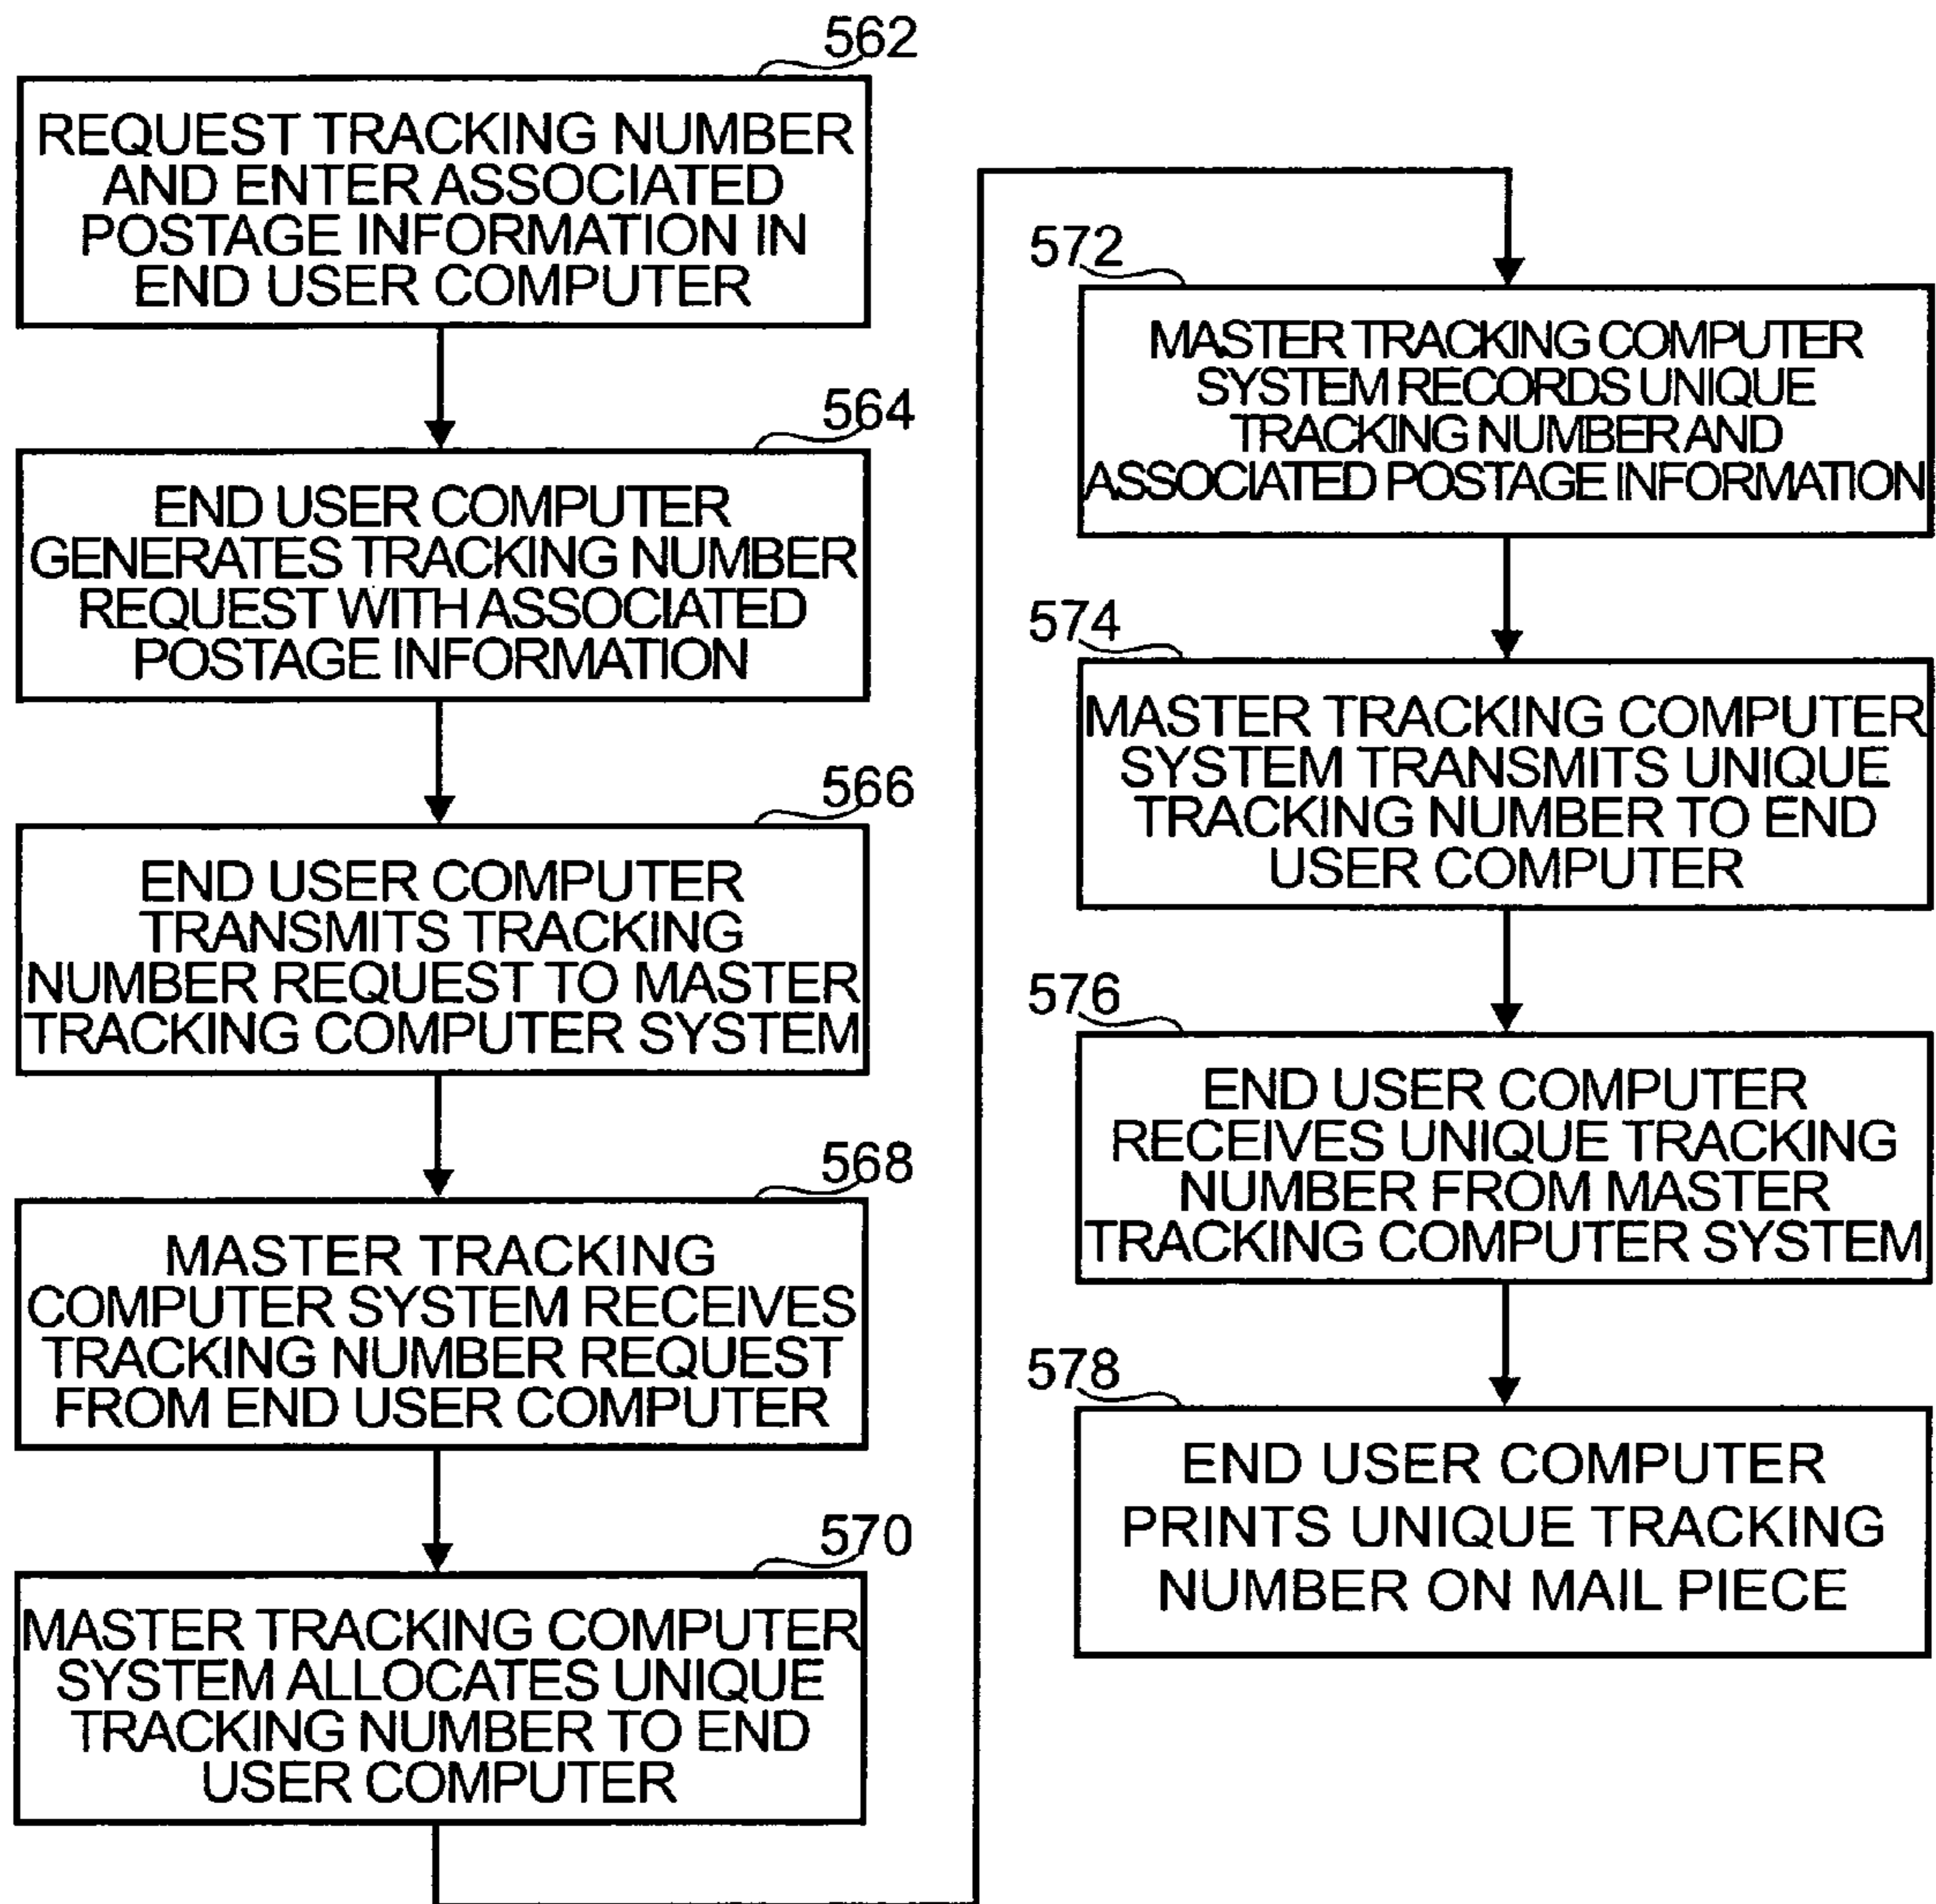 562
REQUEST TRACKING NUMBER
AND ENTER ASSOCIATED
POSTAGE INFORMATION IN
END USER COMPUTER
564
END USER COMPUTER
GENERATES TRACKING NUMBER
REQUEST WITH ASSOCIATED
POSTAGE INFORMATION
566
END USER COMPUTER
TRANSMITS TRACKING
NUMBER REQUEST TO MASTER
TRACKING COMPUTER SYSTEM
568
MASTER TRACKING
COMPUTER SYSTEM RECEIVES
TRACKING NUMBER REQUEST
FROM END USER COMPUTER
570
MASTER TRACKING COMPUTER
SYSTEM ALLOCATES UNIQUE
TRACKING NUMBER TO END
USER COMPUTER
572
MASTER TRACKING COMPUTER
SYSTEM RECORDS UNIQUE
TRACKING NUMBER AND
ASSOCIATED POSTAGE INFORMATION
574
MASTER TRACKING COMPUTER
SYSTEM TRANSMITS UNIQUE
TRACKING NUMBER TO END
USER COMPUTER
576
END USER COMPUTER
RECEIVES UNIQUE TRACKING
NUMBER FROM MASTER
TRACKING COMPUTER SYSTEM
578
END USER COMPUTER
PRINTS UNIQUE TRACKING
NUMBER ON MAIL PIECE